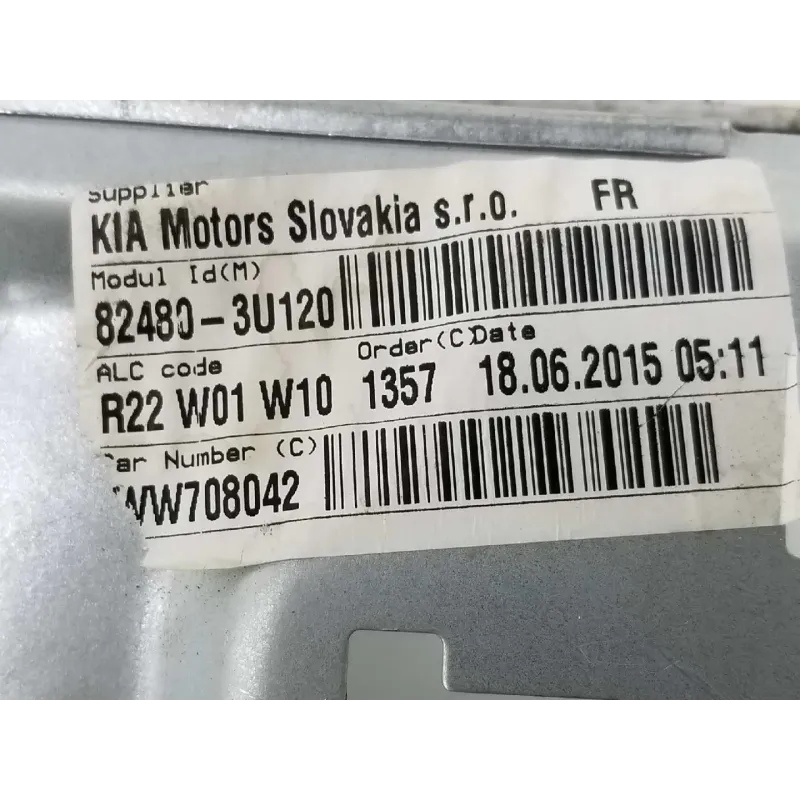 Supplier
KIA Motors Slovakia s.r.o. FR
Modul Id(M)
82480-3U120
ALC code Order(C)Date
R22 W01 W10 1357 18.06.2015 05:11
Car Number (C)
WW708042